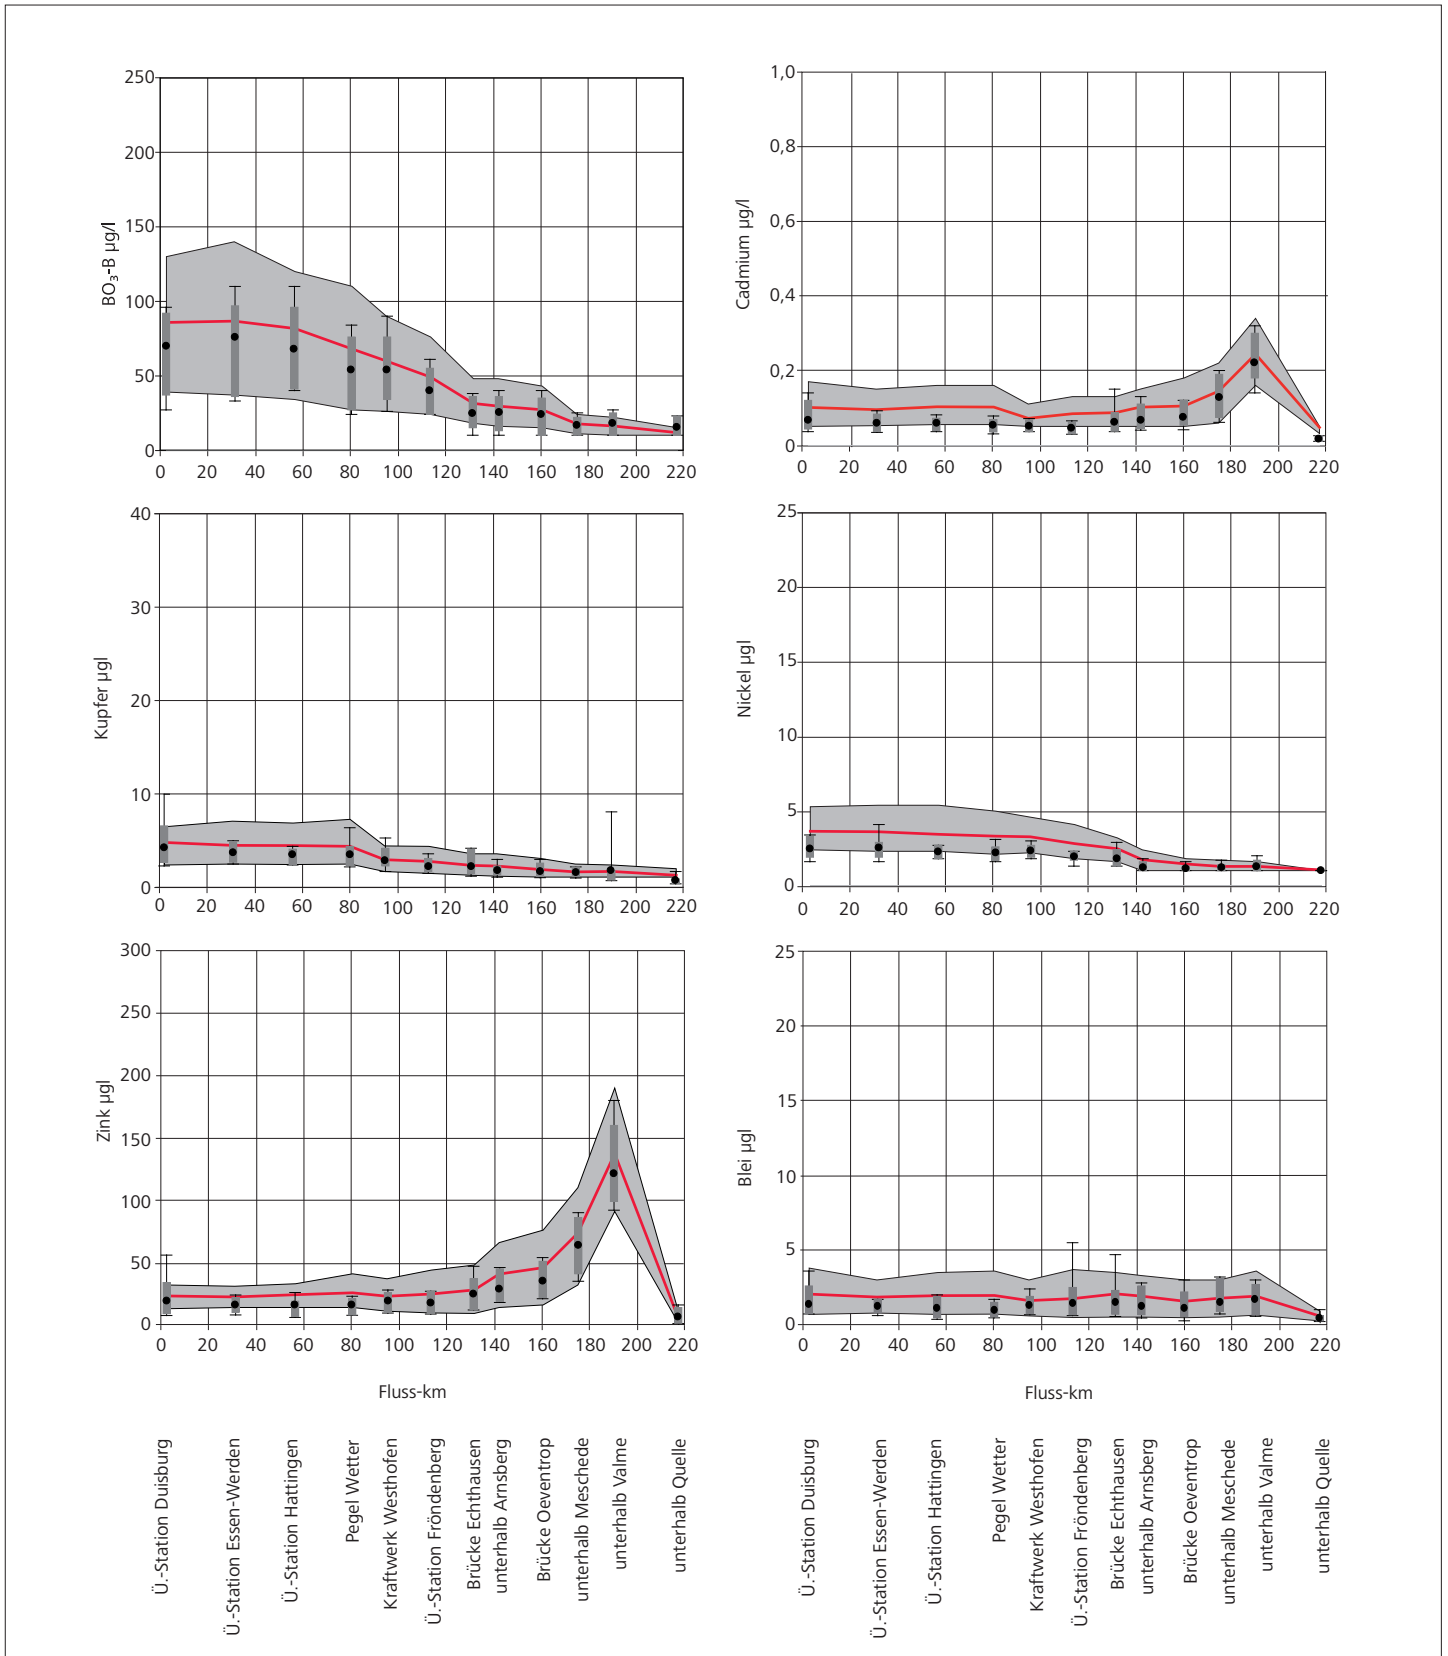 BO₃-B µg/l
250
200
150
100
50
0
0 20 40 60 80 100 120 140 160 180 200 220
Cadmium µg/l
1,0
0,8
0,6
0,4
0,2
0
0 20 40 60 80 100 120 140 160 180 200 220
Kupfer µgl
40
30
20
10
0
0 20 40 60 80 100 120 140 160 180 200 220
Nickel µgl
25
20
15
10
5
0
0 20 40 60 80 100 120 140 160 180 200 220
Zink µgl
300
250
200
150
100
50
0
0 20 40 60 80 100 120 140 160 180 200 220
Fluss-km
Blei µgl
25
20
15
10
5
0
0 20 40 60 80 100 120 140 160 180 200 220
Fluss-km
Ü.-Station Duisburg
Ü.-Station Essen-Werden
Ü.-Station Hattingen
Pegel Wetter
Kraftwerk Westhofen
Ü.-Station Fröndenberg
Brücke Echthausen
unterhalb Arnsberg
Brücke Oeventrop
unterhalb Meschede
unterhalb Valme
unterhalb Quelle
Ü.-Station Duisburg
Ü.-Station Essen-Werden
Ü.-Station Hattingen
Pegel Wetter
Kraftwerk Westhofen
Ü.-Station Fröndenberg
Brücke Echthausen
unterhalb Arnsberg
Brücke Oeventrop
unterhalb Meschede
unterhalb Valme
unterhalb Quelle